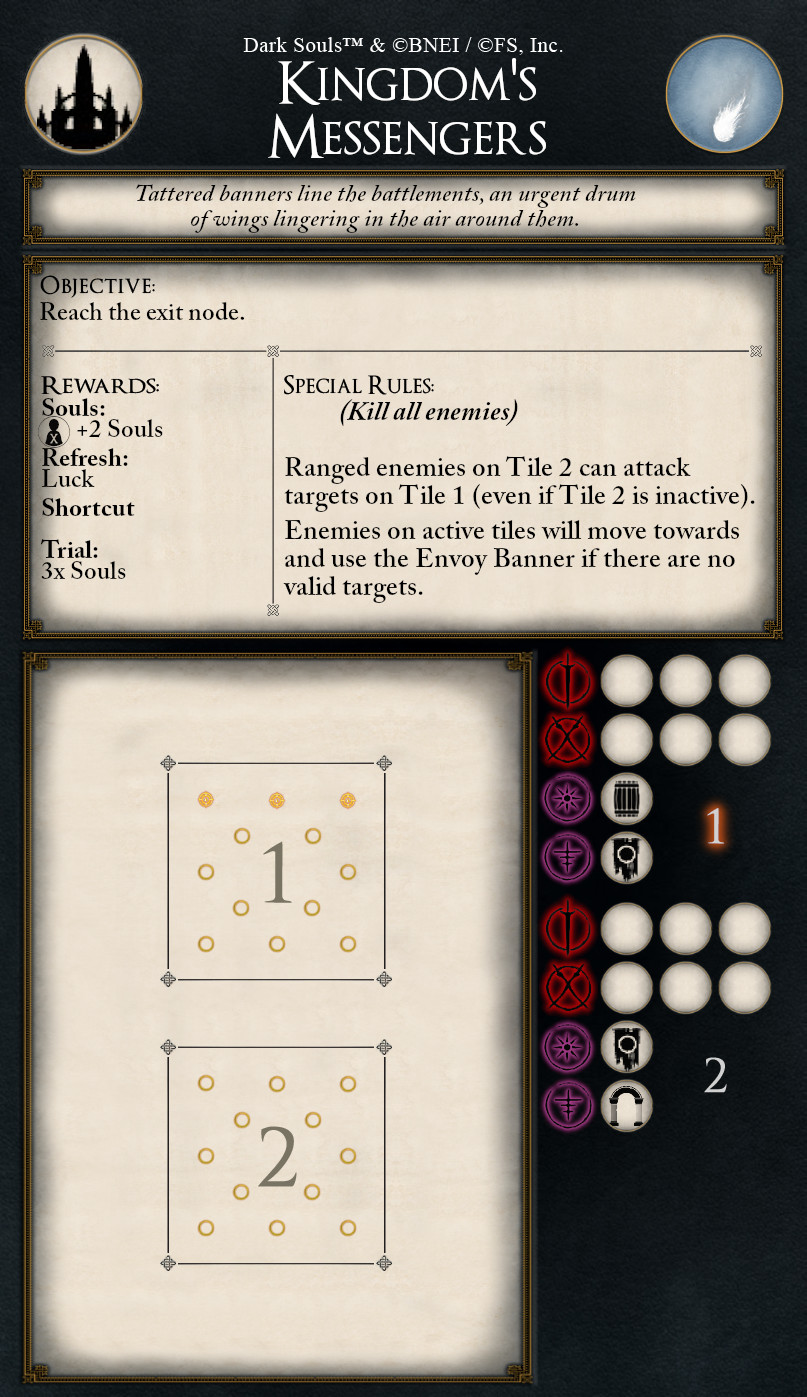 Dark Souls™ & ©BNEI / ©FS, Inc.
Kingdom's
Messengers
Tattered banners line the battlements, an urgent drum
of wings lingering in the air around them.
Objective:
Reach the exit node.
Rewards:
Souls:
X +2 Souls
Refresh:
Luck
Shortcut
Trial:
3x Souls
Special Rules:
(Kill all enemies)
Ranged enemies on Tile 2 can attack
targets on Tile 1 (even if Tile 2 is inactive).
Enemies on active tiles will move towards
and use the Envoy Banner if there are no
valid targets.
1
2
1
2